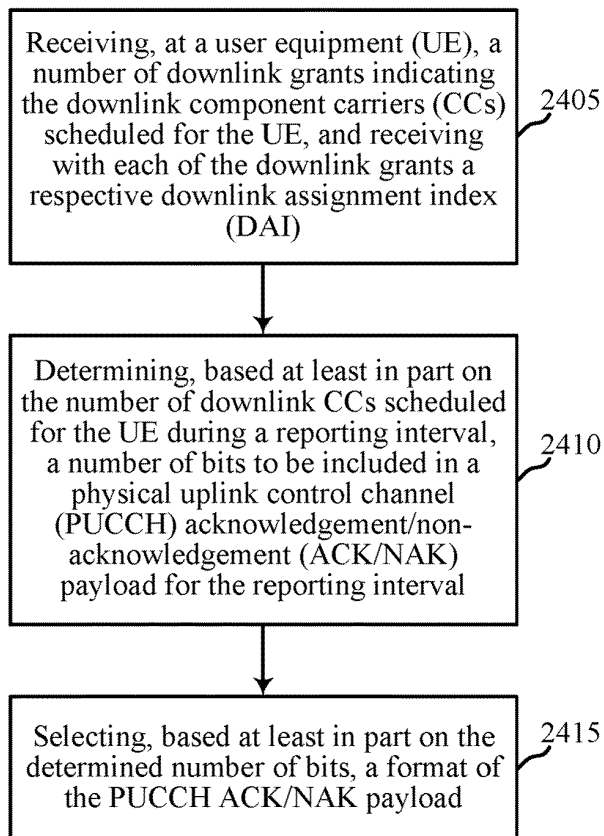 Receiving, at a user equipment (UE), a
number of downlink grants indicating
the downlink component carriers (CCs)
scheduled for the UE, and receiving
with each of the downlink grants a
respective downlink assignment index
(DAI)
2405
Determining, based at least in part on
the number of downlink CCs scheduled
for the UE during a reporting interval,
a number of bits to be included in a
physical uplink control channel
(PUCCH) acknowledgement/non-
acknowledgement (ACK/NAK)
payload for the reporting interval
2410
Selecting, based at least in part on the
determined number of bits, a format of
the PUCCH ACK/NAK payload
2415